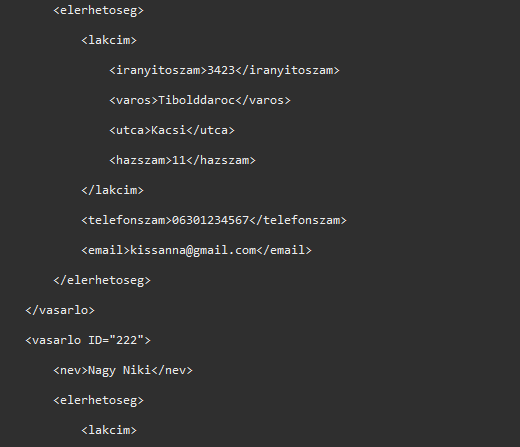 <elerhetoseg>
<lakcim>
<iranyitoszam>3423</iranyitoszam>
<varos>Tibolddaroc</varos>
<utca>Kacsi</utca>
<hazszam>11</hazszam>
</lakcim>
<telefonszam>06301234567</telefonszam>
<email>kissanna@gmail.com</email>
</elerhetoseg>
</vasarlo>
<vasarlo ID="222">
<nev>Nagy Niki</nev>
<elerhetoseg>
<lakcim>